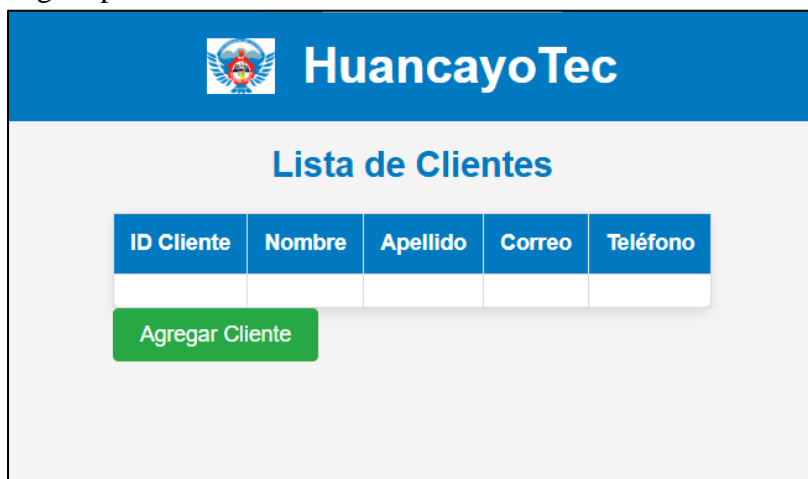 HuancayoTec
Lista de Clientes
ID Cliente Nombre Apellido Correo Teléfono
Agregar Cliente